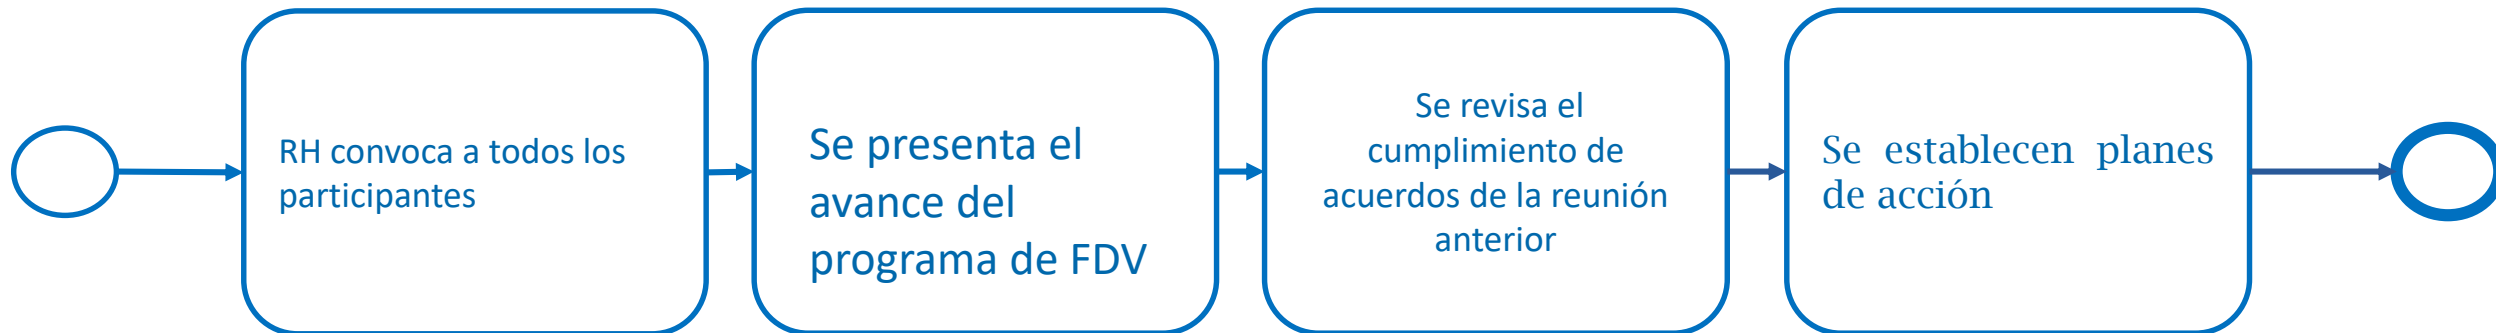 RH convoca a todos los
participantes
Se presenta el
avance del
programa de FDV
Se revisa el
cumplimiento de
acuerdos de la reunión
anterior
Se establecen planes
de acción